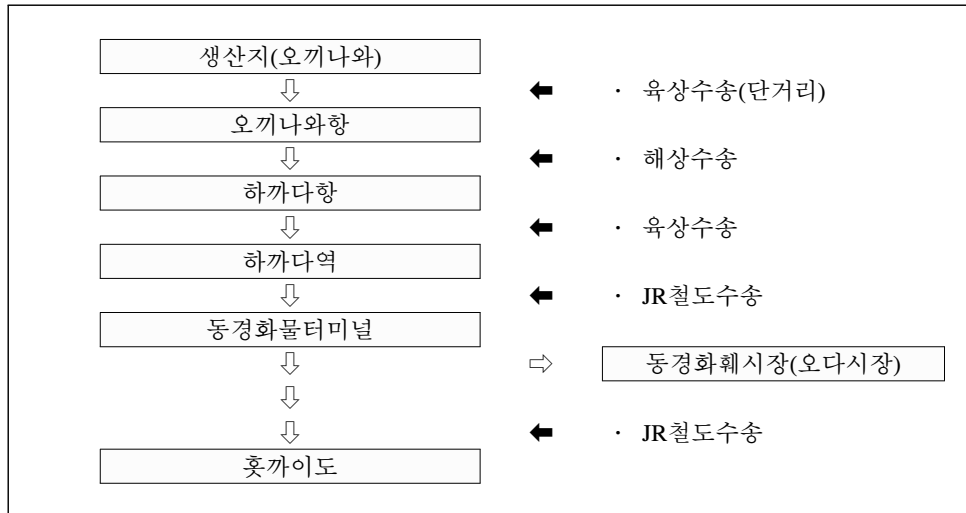 생산지(오끼나와)
· 육상수송(단거리)
오끼나와항
· 해상수송
하까다항
· 육상수송
하까다역
· JR철도수송
동경화물터미널
동경화훼시장(오다시장)
· JR철도수송
홋까이도